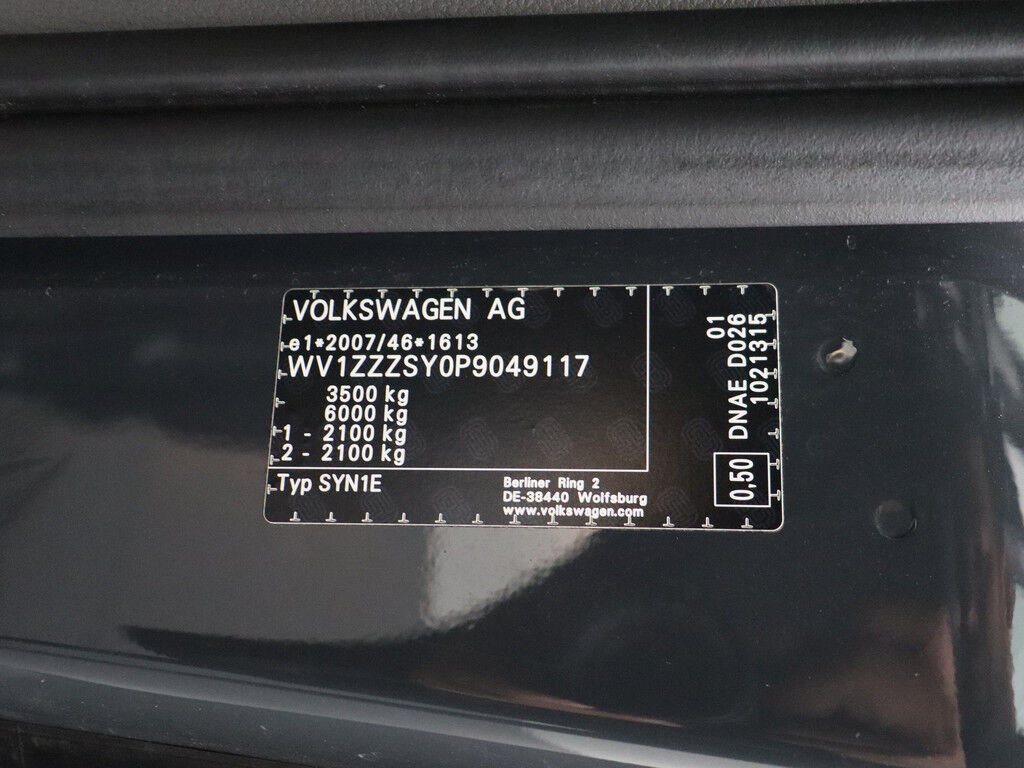 VOLKSWAGEN AG
e1*2007/46*1613
WV1ZZZSY0P9049117
3500 kg
6000 kg
1 - 2100 kg
2 - 2100 kg
Typ SYN1E
Berliner Ring 2
DE-38440 Wolfsburg
www.volkswagen.com
01
DNAE D026
1021315
0,50